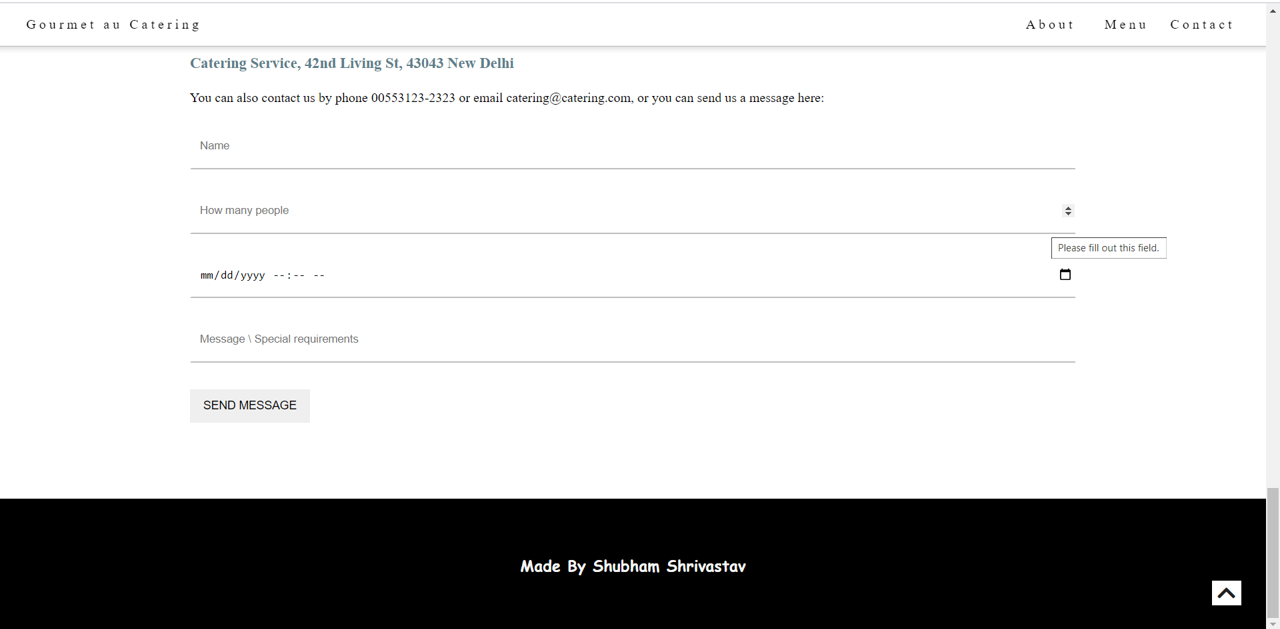 Gourmet au Catering
About Menu Contact
Catering Service, 42nd Living St, 43043 New Delhi
You can also contact us by phone 00553123-2323 or email catering@catering.com, or you can send us a message here:
Name
How many people
Please fill out this field.
mm/dd/yyyy --:-- --
Message \ Special requirements
SEND MESSAGE
Made By Shubham Shrivastav